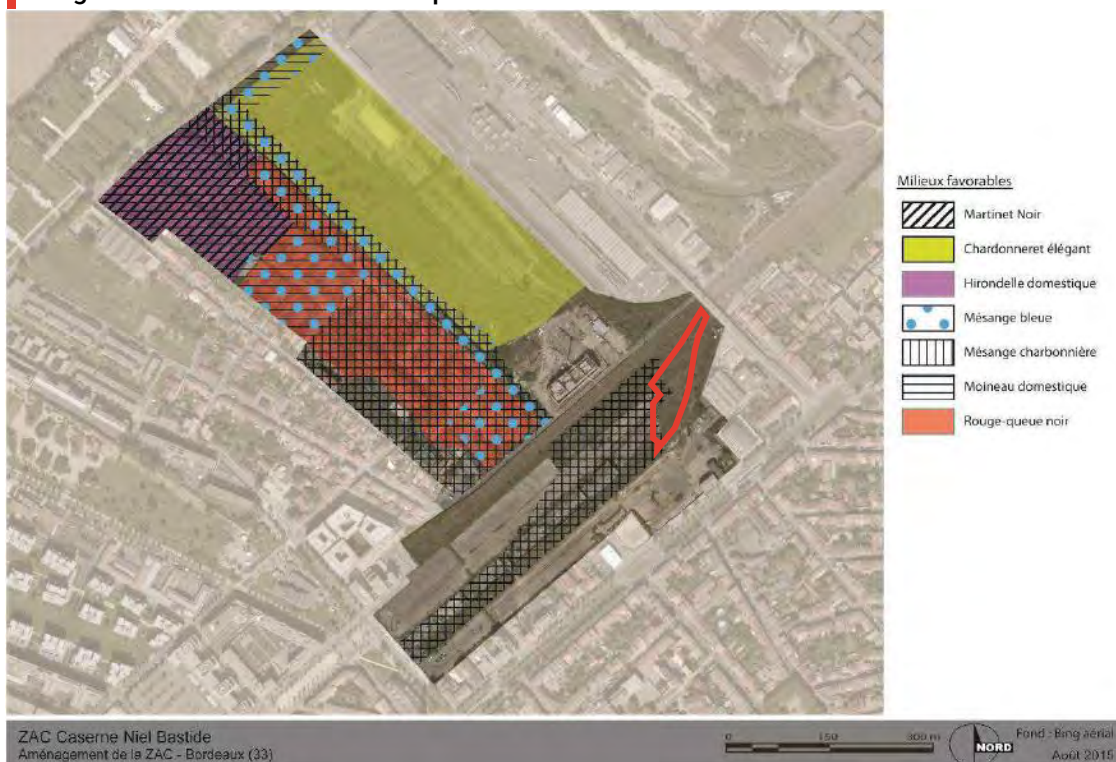 Milieux favorables
Martinet Noir
Chardonneret élégant
Hirondelle domestique
Mésange bleue
Mésange charbonnière
Moineau domestique
Rouge-queue noir
ZAC Caserne Niel Bastide
Aménagement de la ZAC - Bordeaux (33)
0 150 300 m
NORD
Fond : Bing aérial
Août 2015